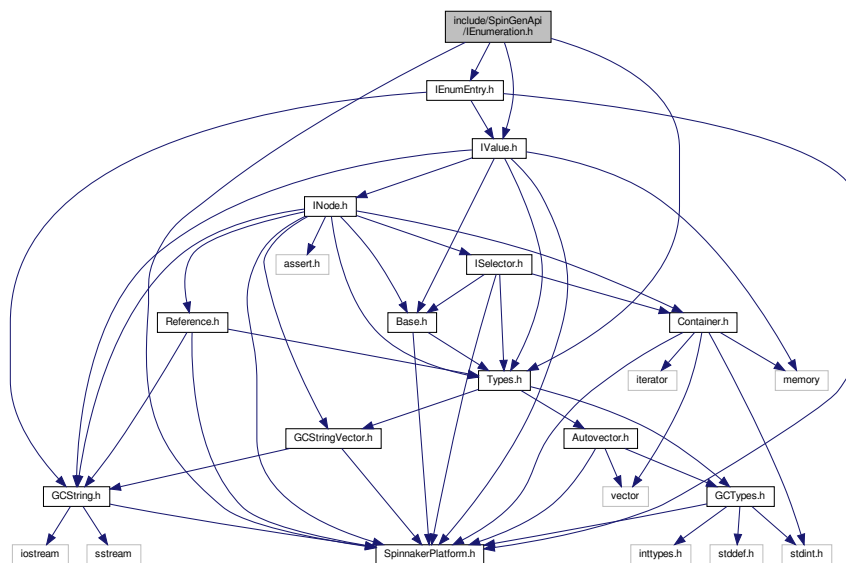 include/SpinGenApi
/IEnumeration.h
IEnumEntry.h
IValue.h
INode.h
assert.h
ISelector.h
Reference.h
Base.h
Container.h
Types.h
iterator
memory
GCStringVector.h
Autovector.h
GCString.h
vector
GCTypes.h
iostream
sstream
SpinnakerPlatform.h
inttypes.h
stddef.h
stdint.h